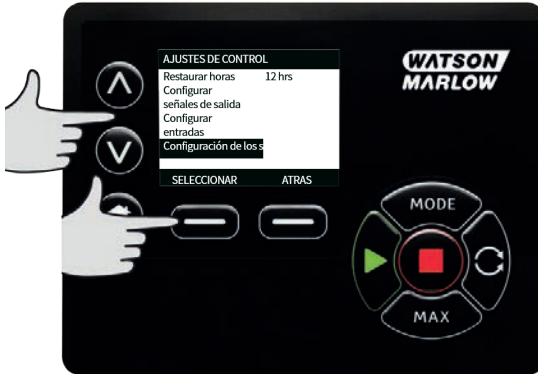 AJUSTES DE CONTROL
Restaurar horas 12 hrs
Configurar
señales de salida
Configurar
entradas
Configuración de los s
SELECCIONAR ATRAS
WATSON
MARLOW
MODE
MAX